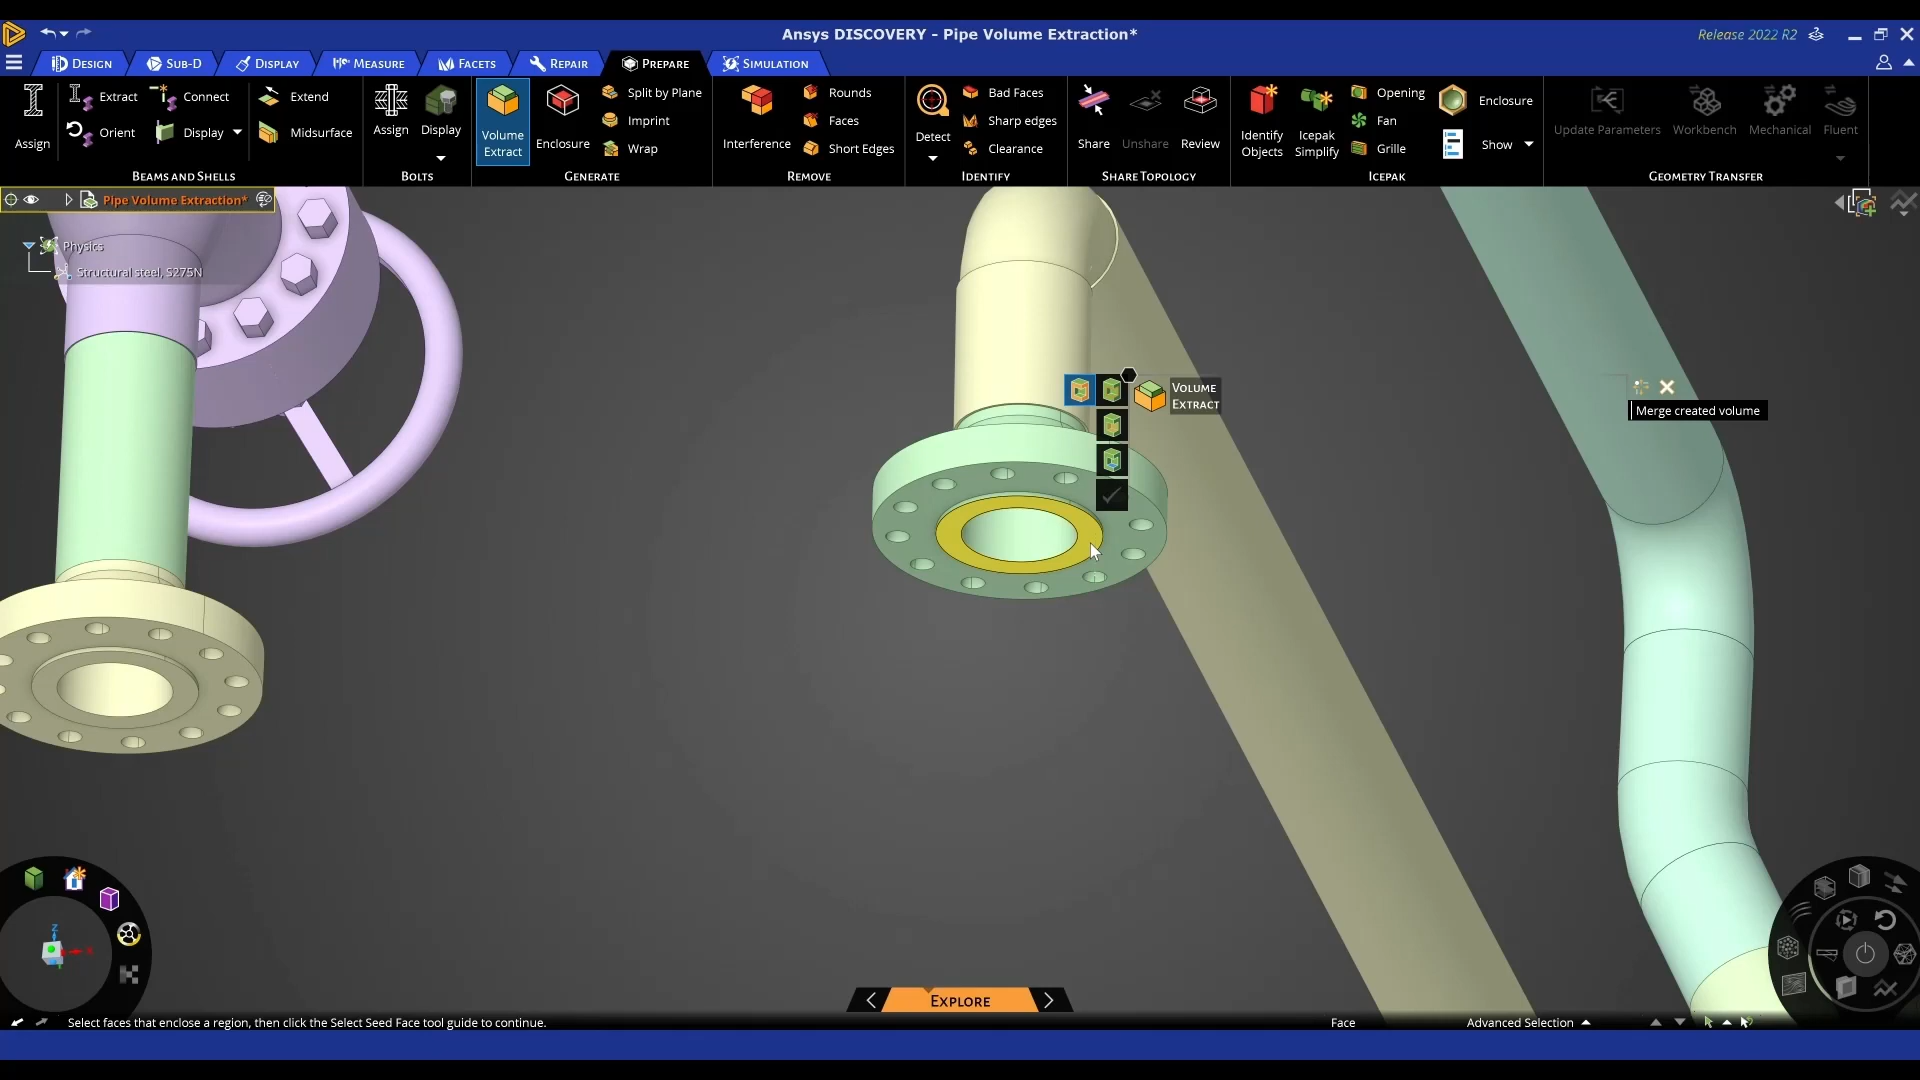 Ansys DISCOVERY - Pipe Volume Extraction*
Release 2022 R2
DESIGN SUB-D DISPLAY MEASURE FACETS REPAIR PREPARE SIMULATION
Assign
Extract
Orient
Connect
Display
Extend
Midsurface
BEAMS AND SHELLS
Assign
Display
BOLTS
Volume
Extract
Enclosure
Split by Plane
Imprint
Wrap
GENERATE
Interference
Rounds
Faces
Short Edges
REMOVE
Detect
Bad Faces
Sharp edges
Clearance
IDENTIFY
Share
Unshare
Review
SHARE TOPOLOGY
Identify
Objects
Icepak
Simplify
Opening
Fan
Grille
Enclosure
Show
ICEPAK
Update Parameters
Workbench
Mechanical
Fluent
GEOMETRY TRANSFER
Pipe Volume Extraction*
Physics
Structural steel, S275N
VOLUME
EXTRACT
Merge created volume
Z
X
EXPLORE
Select faces that enclose a region, then click the Select Seed Face tool guide to continue.
Face
Advanced Selection